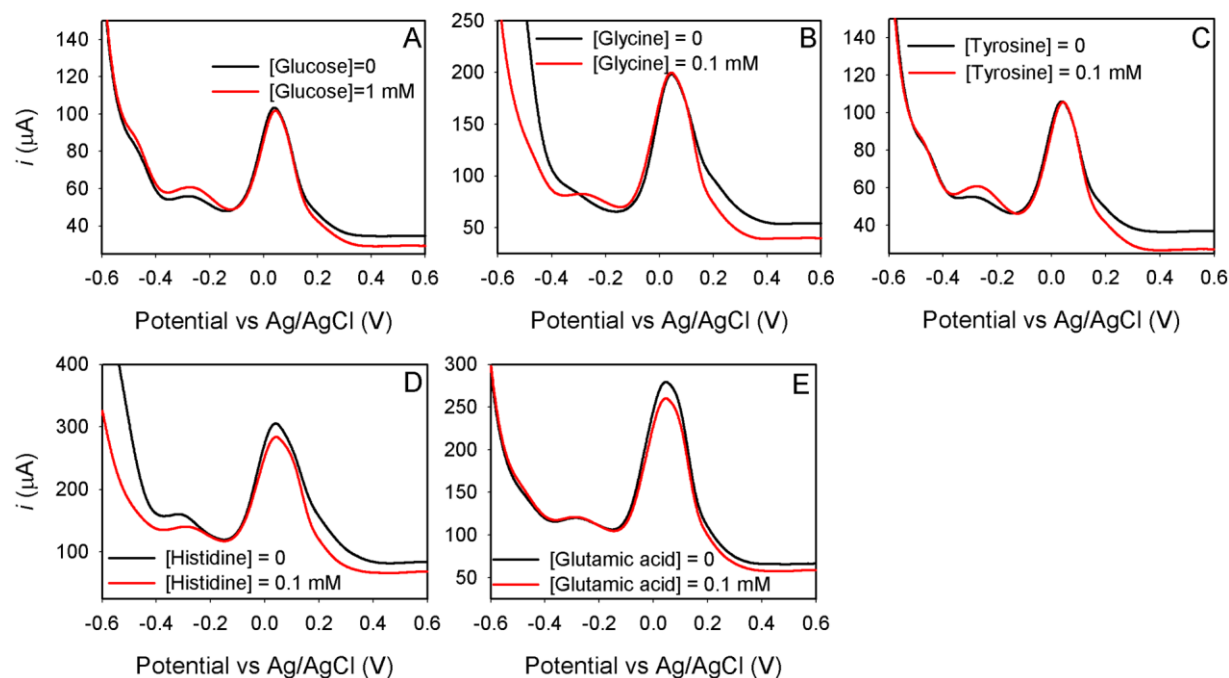 A
[Glucose]=0
[Glucose]=1 mM
i (µA)
140
120
100
80
60
40
-0.6 -0.4 -0.2 0.0 0.2 0.4 0.6
Potential vs Ag/AgCl (V)
B
[Glycine] = 0
[Glycine] = 0.1 mM
250
200
150
100
50
-0.6 -0.4 -0.2 0.0 0.2 0.4 0.6
Potential vs Ag/AgCl (V)
C
[Tyrosine] = 0
[Tyrosine] = 0.1 mM
140
120
100
80
60
40
-0.6 -0.4 -0.2 0.0 0.2 0.4 0.6
Potential vs Ag/AgCl (V)
D
[Histidine] = 0
[Histidine] = 0.1 mM
i (µA)
400
300
200
100
-0.6 -0.4 -0.2 0.0 0.2 0.4 0.6
Potential vs Ag/AgCl (V)
E
[Glutamic acid] = 0
[Glutamic acid] = 0.1 mM
300
250
200
150
100
50
-0.6 -0.4 -0.2 0.0 0.2 0.4 0.6
Potential vs Ag/AgCl (V)